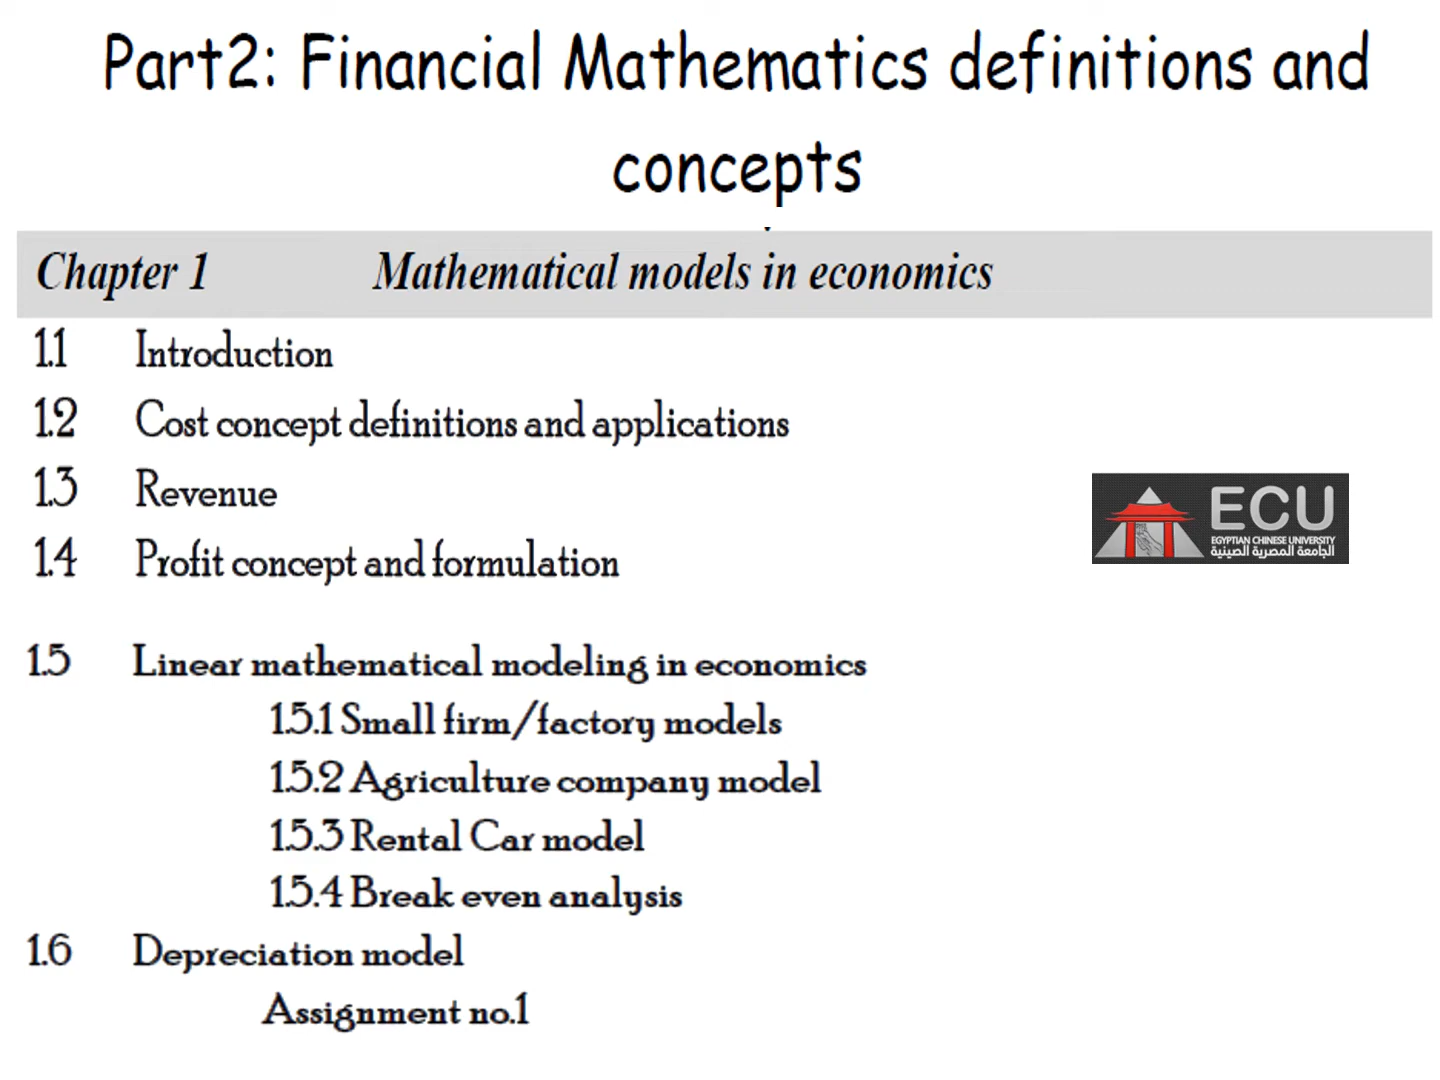 Part2: Financial Mathematics definitions and
concepts
Chapter 1 Mathematical models in economics
1.1 Introduction
1.2 Cost concept definitions and applications
1.3 Revenue
1.4 Profit concept and formulation
ECU
EGYPTIAN CHINESE UNIVERSITY
الجامعة المصرية الصينية
1.5 Linear mathematical modeling in economics
1.5.1 Small firm/factory models
1.5.2 Agriculture company model
1.5.3 Rental Car model
1.5.4 Break even analysis
1.6 Depreciation model
Assignment no.1